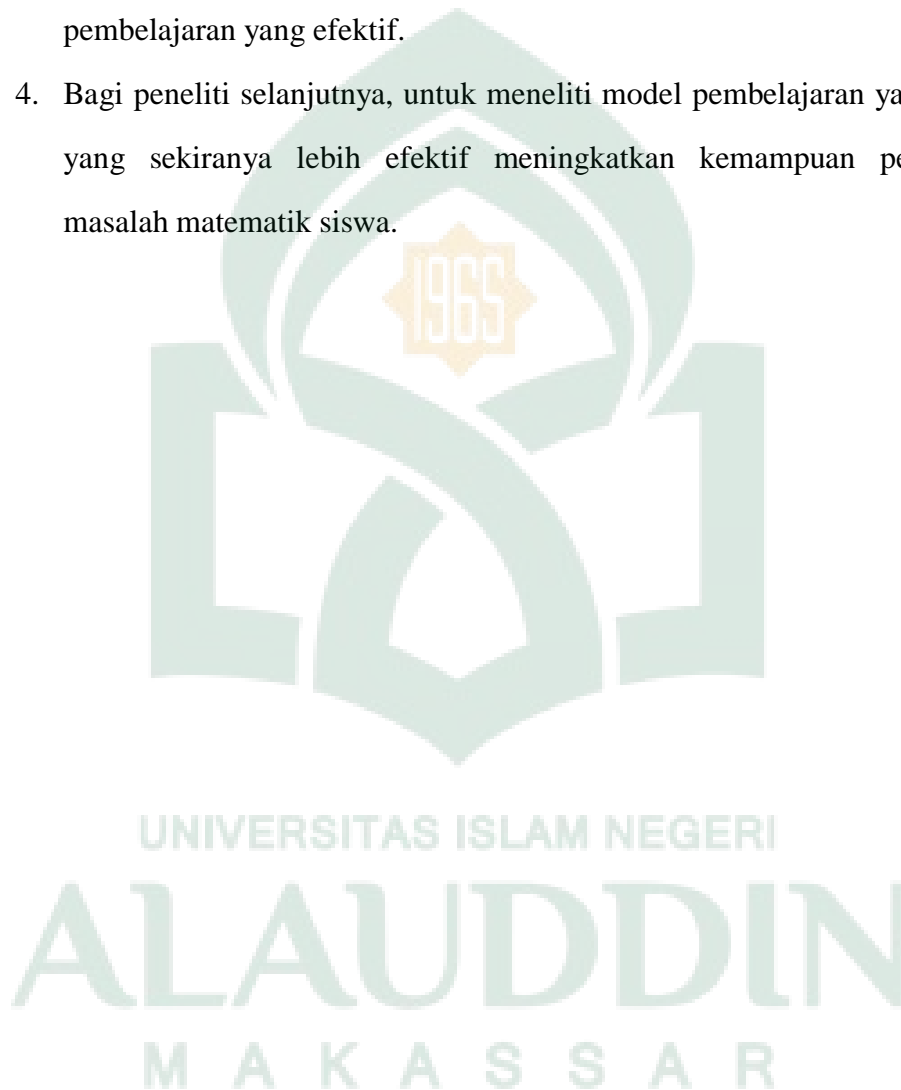 pembelajaran yang efektif.
4. Bagi peneliti selanjutnya, untuk meneliti model pembelajaran ya
yang sekiranya lebih efektif meningkatkan kemampuan pe
masalah matematik siswa.
1965
UNIVERSITAS ISLAM NEGERI
ALAUDDIN
MAKASSAR